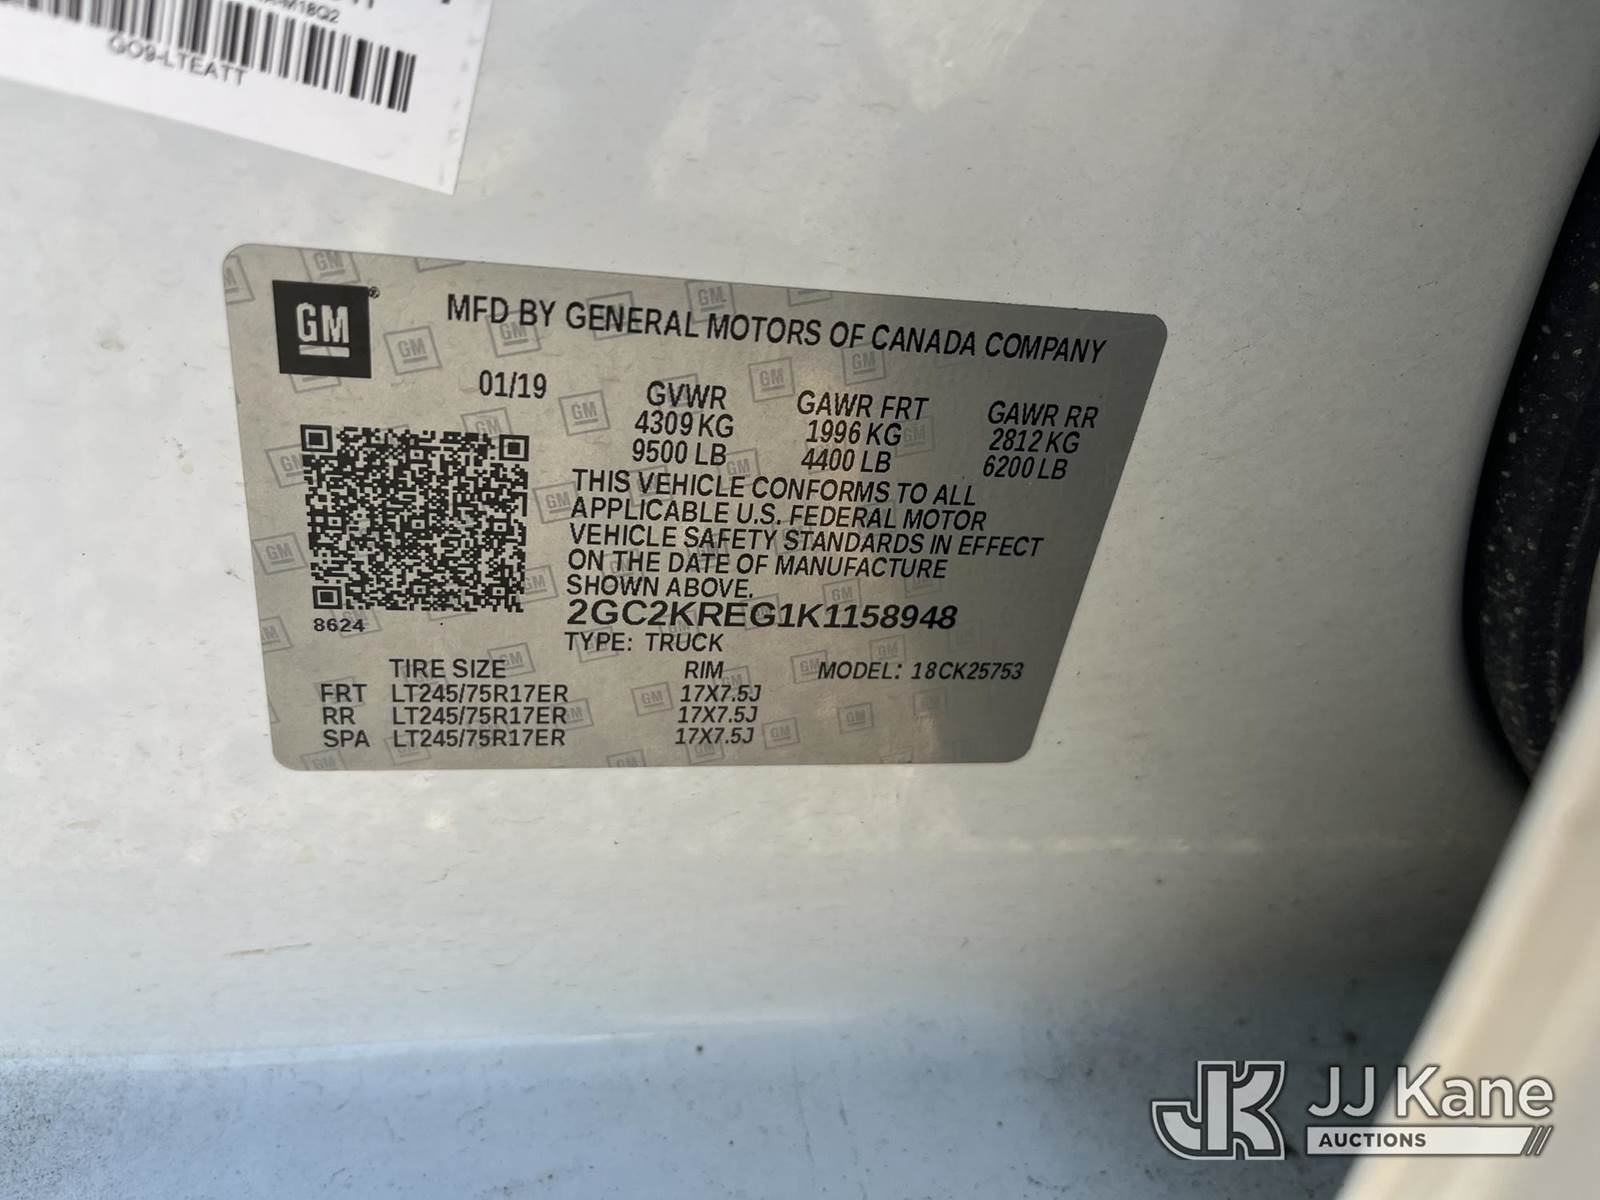 GO9-LTEATT
GM
MFD BY GENERAL MOTORS OF CANADA COMPANY
01/19 GVWR GAWR FRT GAWR RR
4309 KG 1996 KG 2812 KG
9500 LB 4400 LB 6200 LB
THIS VEHICLE CONFORMS TO ALL
APPLICABLE U.S. FEDERAL MOTOR
VEHICLE SAFETY STANDARDS IN EFFECT
ON THE DATE OF MANUFACTURE
SHOWN ABOVE.
2GC2KREG1K1158948
8624
TYPE: TRUCK
TIRE SIZE RIM MODEL: 18CK25753
FRT LT245/75R17ER 17X7.5J
RR LT245/75R17ER 17X7.5J
SPA LT245/75R17ER 17X7.5J
JK JJ Kane
AUCTIONS